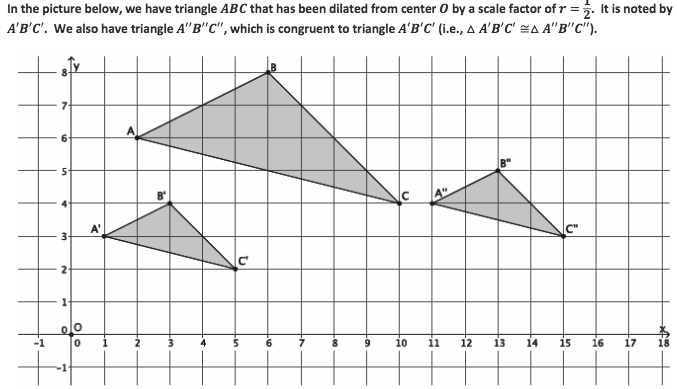 In the picture below, we have triangle ABC that has been dilated from center O by a scale factor of r = 1/2. It is noted by
A′B′C′. We also have triangle A′′B′′C′′, which is congruent to triangle A′B′C′ (i.e., △ A′B′C′ ≅△ A′′B′′C′′).
y
8
B
7
A
6
5
B"
B'
4
C
A"
A'
3
C"
C'
2
1
0
O
x
-1
0
1
2
3
4
5
6
7
8
9
10
11
12
13
14
15
16
17
18
-1